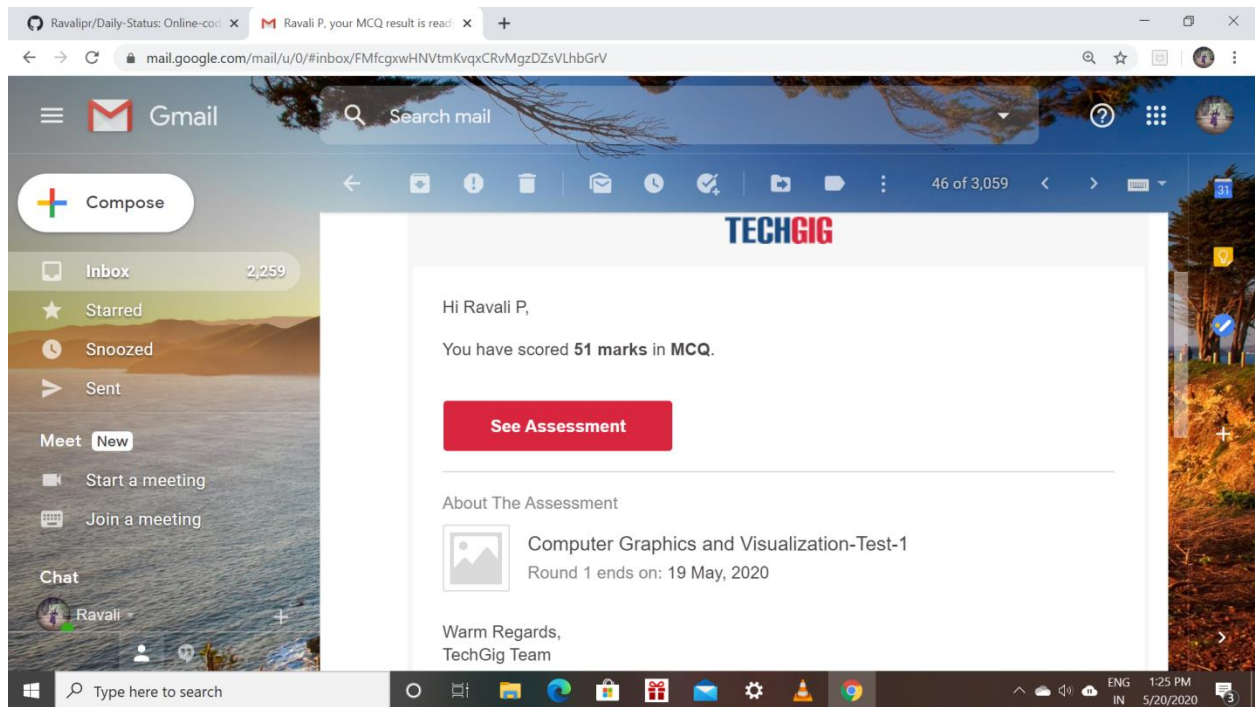 Ravalipr/Daily-Status: Online-cod
Ravali P, your MCQ result is ready
mail.google.com/mail/u/0/#inbox/FMfcgxwHNVtmKvqxCRvMgzDZsVLhbGrV
Gmail
Search mail
Compose
46 of 3,059
31
TECHGIG
Inbox 2,259
Starred
Snoozed
Sent
Hi Ravali P,
You have scored 51 marks in MCQ.
See Assessment
Meet New
Start a meeting
Join a meeting
About The Assessment
Computer Graphics and Visualization-Test-1
Round 1 ends on: 19 May, 2020
Chat
Ravali
Warm Regards,
TechGig Team
Type here to search
ENG 1:25 PM
IN 5/20/2020
3